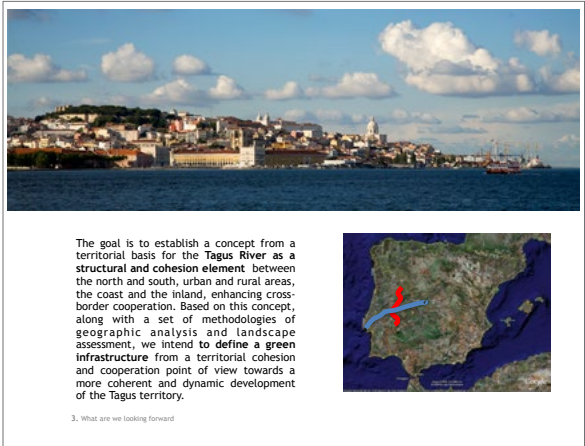 The goal is to establish a concept from a
territorial basis for the Tagus River as a
structural and cohesion element between
the north and south, urban and rural areas,
the coast and the inland, enhancing cross-
border cooperation. Based on this concept,
along with a set of methodologies of
geographic analysis and landscape
assessment, we intend to define a green
infrastructure from a territorial cohesion
and cooperation point of view towards a
more coherent and dynamic development
of the Tagus territory.
3. What are we looking forward